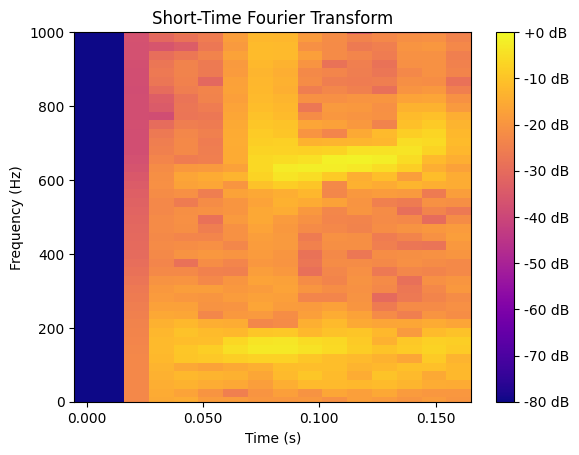 Short-Time Fourier Transform
1000
800
600
400
200
0
Frequency (Hz)
0.000
0.050
0.100
0.150
Time (s)
+0 dB
-10 dB
-20 dB
-30 dB
-40 dB
-50 dB
-60 dB
-70 dB
-80 dB